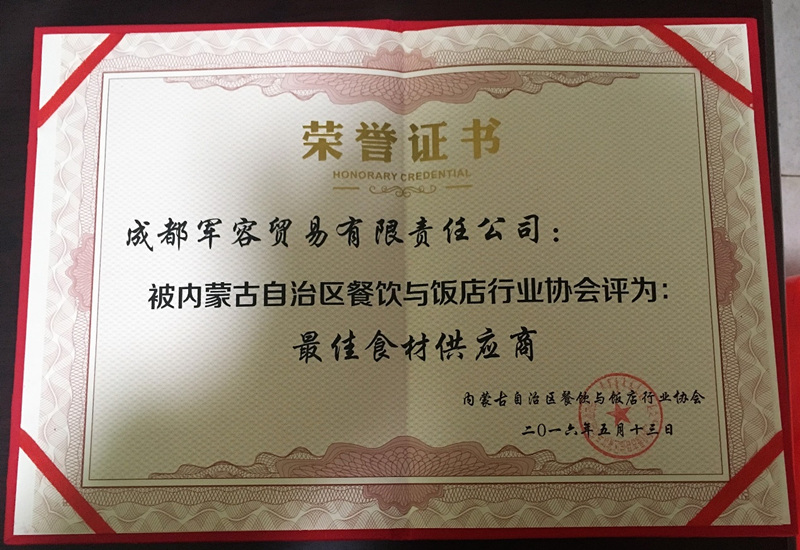 荣誉证书
HONORARY CREDENTIAL
成都军容贸易有限责任公司：
被内蒙古自治区餐饮与饭店行业协会评为：
最佳食材供应商
内蒙古自治区餐饮与饭店行业协会
二〇一六年五月十三日